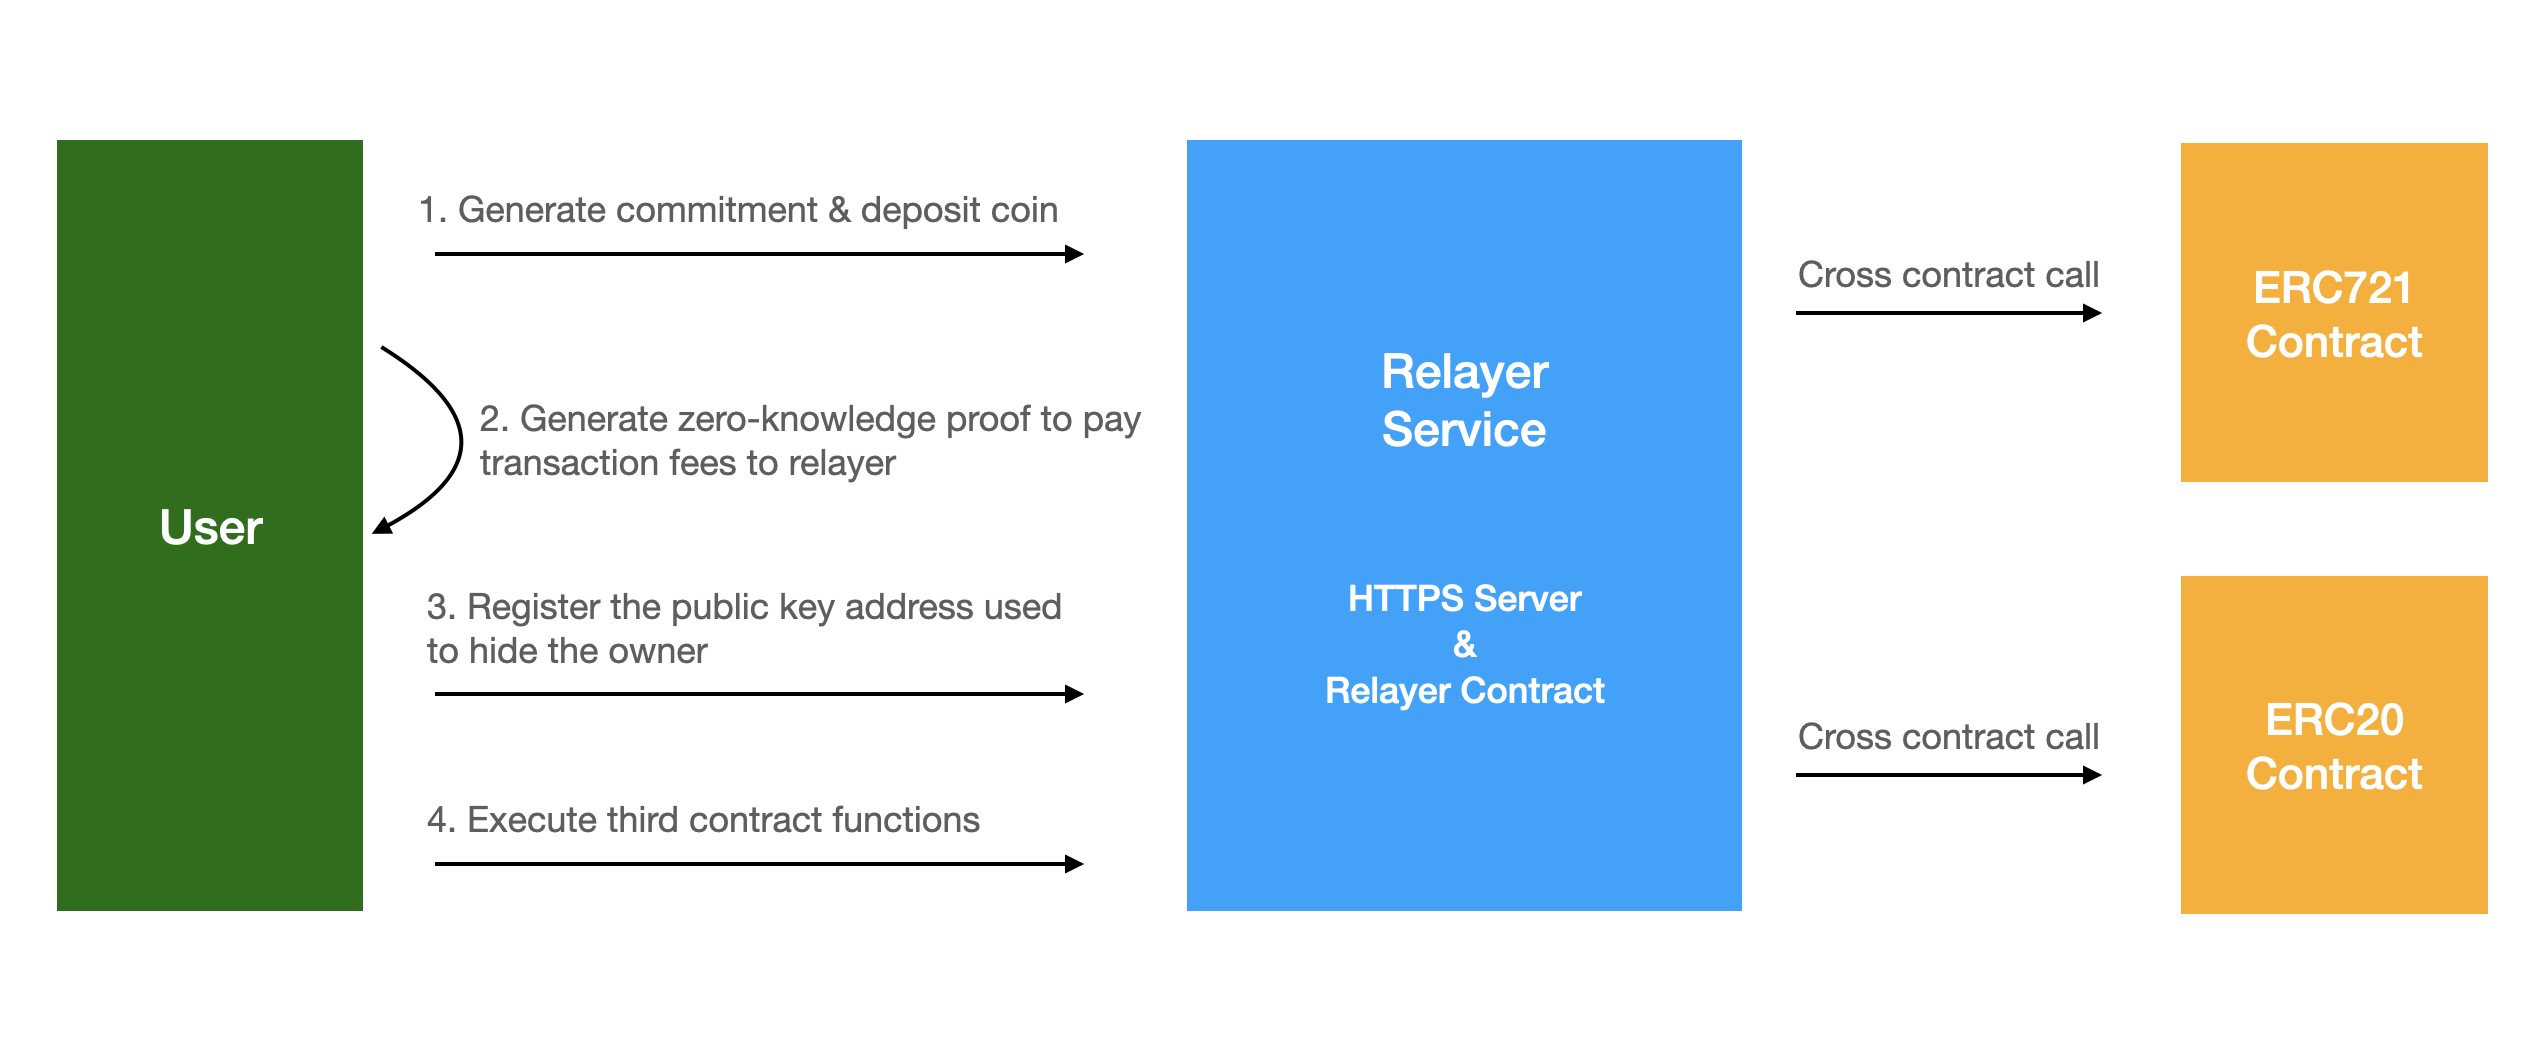 1. Generate commitment & deposit coin
2. Generate zero-knowledge proof to pay
transaction fees to relayer
User
3. Register the public key address used
to hide the owner
4. Execute third contract functions
Relayer
Service
HTTPS Server
&
Relayer Contract
Cross contract call
ERC721
Contract
Cross contract call
ERC20
Contract